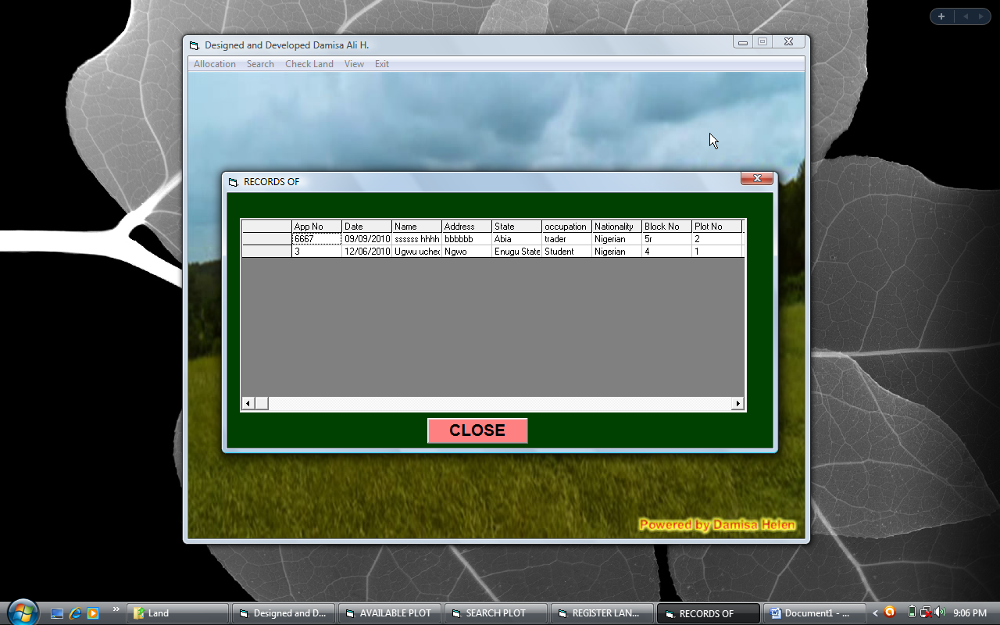 Designed and Developed Damisa Ali H.
Allocation Search Check Land View Exit
RECORDS OF
App No Date Name Address State occupation Nationality Block No Plot No
6667 09/09/2010 ssssss hhhh bbbbbb Abia trader Nigerian 5r 2
3 12/06/2010 Ugwu uche Ngwo Enugu State Student Nigerian 4 1
CLOSE
Powered by Damisa Helen
Land Designed and D... AVAILABLE PLOT SEARCH PLOT REGISTER LAN... RECORDS OF Document1 - ... 9:06 PM